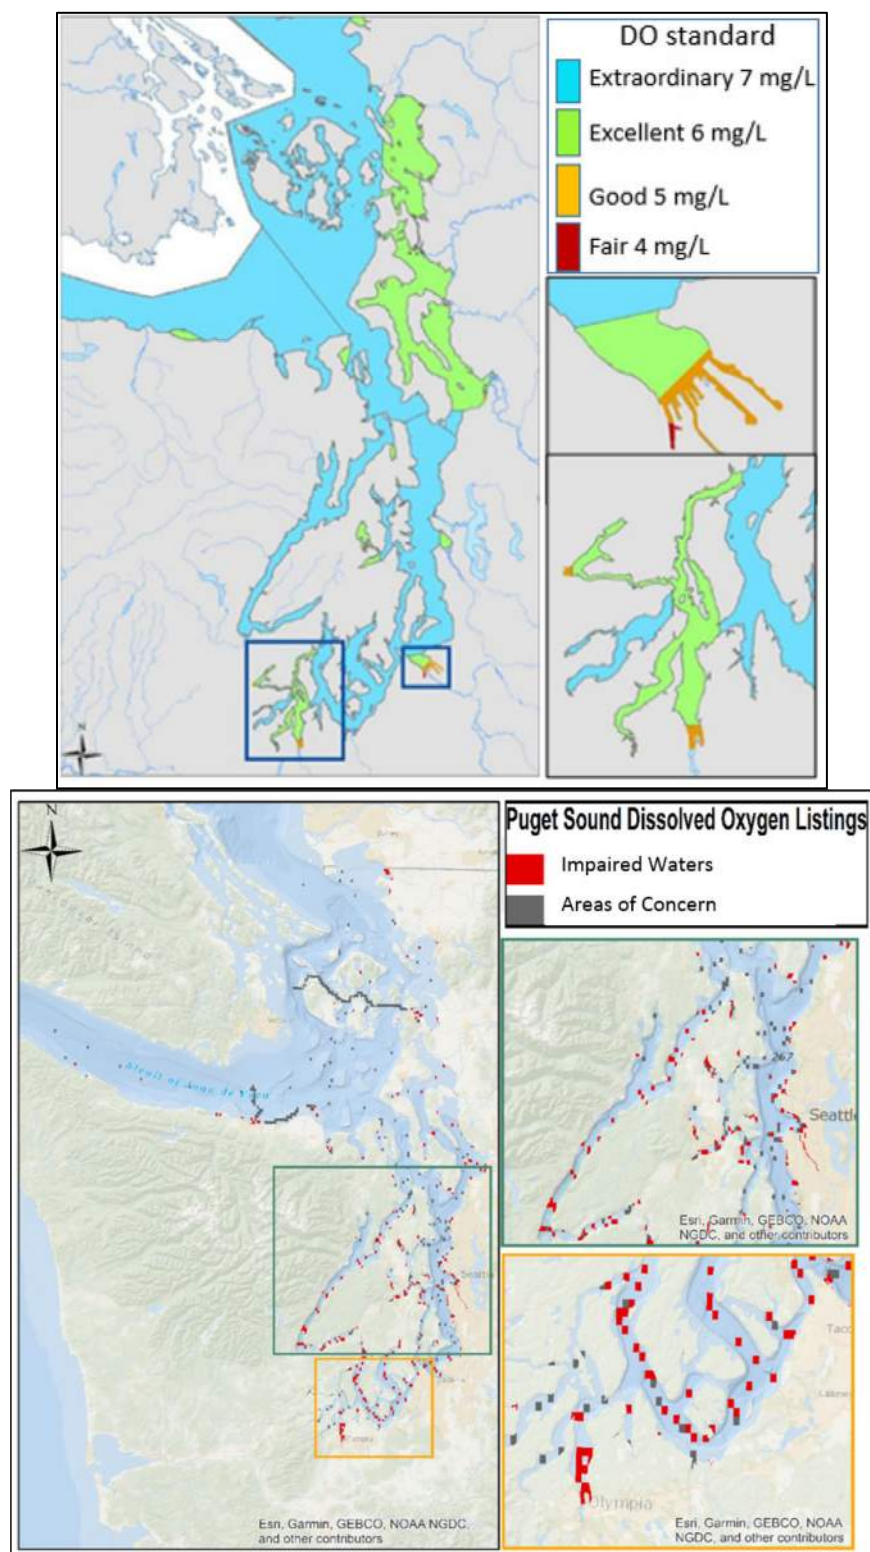 DO standard
Extraordinary 7 mg/L
Excellent 6 mg/L
Good 5 mg/L
Fair 4 mg/L
N
N
Puget Sound Dissolved Oxygen Listings
Impaired Waters
Areas of Concern
Strait of Juan de Fuca
Seattle
Esri, Garmin, GEBCO, NOAA NGDC,
and other contributors
267
Seattle
Esri, Garmin, GEBCO, NOAA
NGDC, and other contributors
Taco
Olympia
Esri, Garmin, GEBCO, NOAA
NGDC, and other contributors